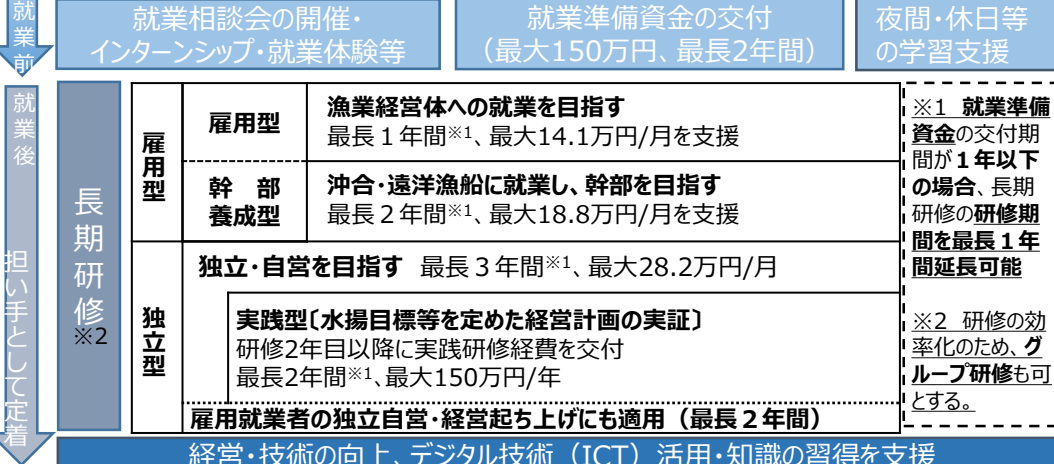 就業前
就業相談会の開催・
インターンシップ・就業体験等
就業準備資金の交付
（最大150万円、最長2年間）
夜間・休日等
の学習支援
就業後
担い手として定着
長期研修
※2
雇用型
雇用型
漁業経営体への就業を目指す
最長１年間※1、最大14.1万円/月を支援
幹　部
養成型
沖合・遠洋漁船に就業し、幹部を目指す
最長２年間※1、最大18.8万円/月を支援
独立型
独立・自営を目指す 最長３年間※1、最大28.2万円/月
実践型〔水揚目標等を定めた経営計画の実証〕
研修2年目以降に実践研修経費を交付
最長2年間※1、最大150万円/年
雇用就業者の独立自営・経営起ち上げにも適用（最長２年間）
※1 就業準備
資金の交付期
間が１年以下
の場合、長期
研修の研修期
間を最長１年
間延長可能
※2 研修の効
率化のため、グ
ループ研修も可
とする。
経営・技術の向上、デジタル技術（ICT）活用・知識の習得を支援